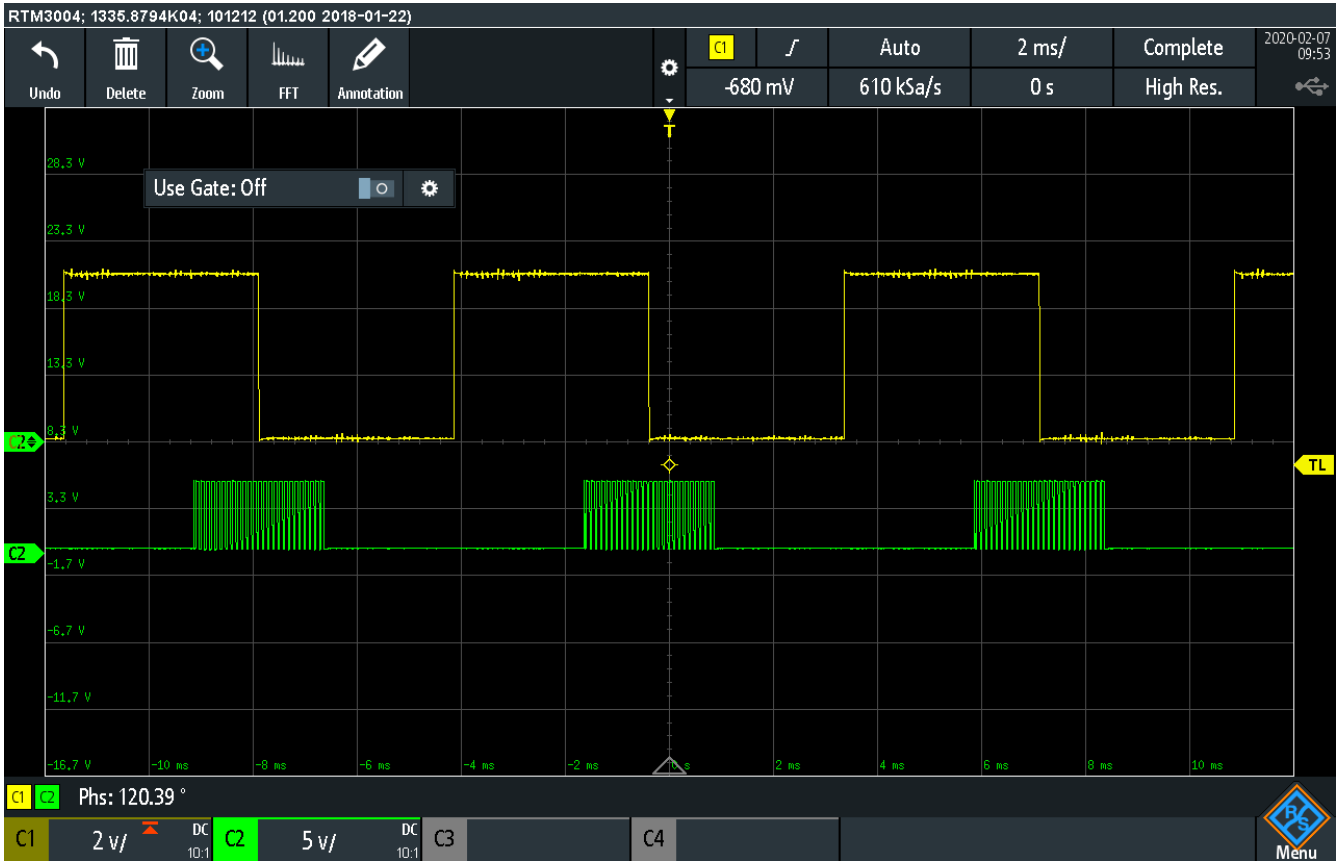 RTM3004; 1335.8794K04; 101212 (01.200 2018-01-22)
Undo Delete Zoom FFT Annotation
C1 Auto 2 ms/ Complete 2020-02-07
09:53
-680 mV 610 kSa/s 0 s High Res.
T
28,3 V
Use Gate: Off
23,3 V
18,3 V
13,3 V
8,3 V
C2
TL
3,3 V
C2
-1,7 V
-6,7 V
-11,7 V
-16,7 V -10 ms -8 ms -6 ms -4 ms -2 ms 0 s 2 ms 4 ms 6 ms 8 ms 10 ms
C1 C2 Phs: 120.39 °
C1 2 V/ DC 10:1 C2 5 V/ DC 10:1 C3 C4
R S
Menu